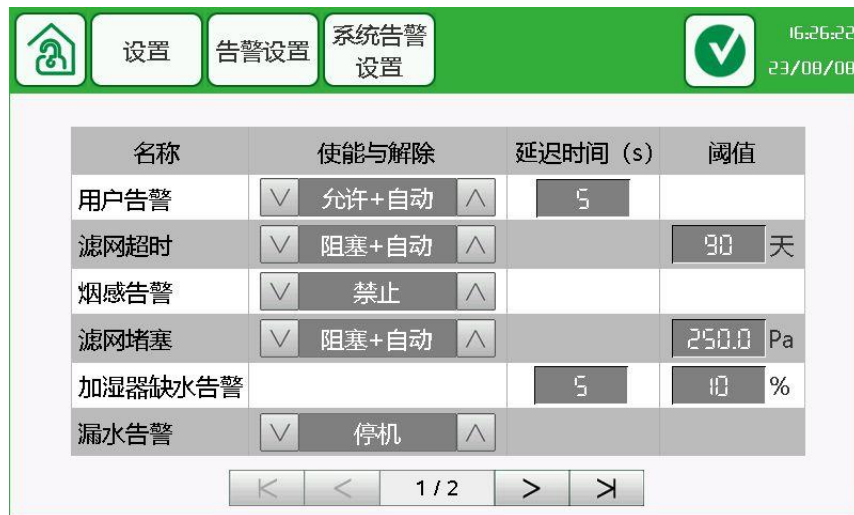 设置
告警设置
系统告警
设置
16:26:22
23/08/08
名称 使能与解除 延迟时间（s） 阈值
用户告警 允许+自动 5
滤网超时 阻塞+自动 90 天
烟感告警 禁止
滤网堵塞 阻塞+自动 250.0 Pa
加湿器缺水告警 5 10 %
漏水告警 停机
1 / 2